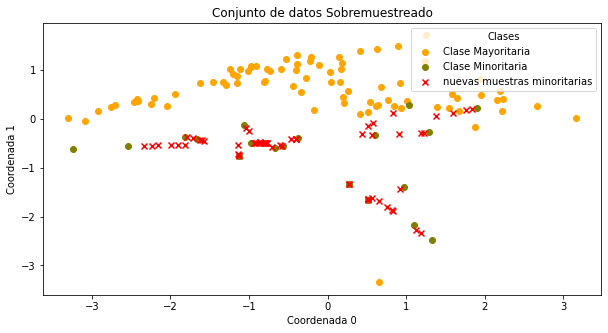 Conjunto de datos Sobremuestreado
Clases
Clase Mayoritaria
Clase Minoritaria
nuevas muestras minoritarias
Coordenada 1
1
0
−1
−2
−3
−3
−2
−1
0
1
2
3
Coordenada 0